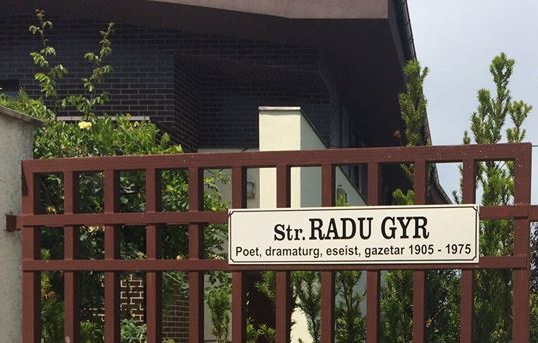 Str. RADU GYR
Poet, dramaturg, eseist, gazetar 1905 - 1975